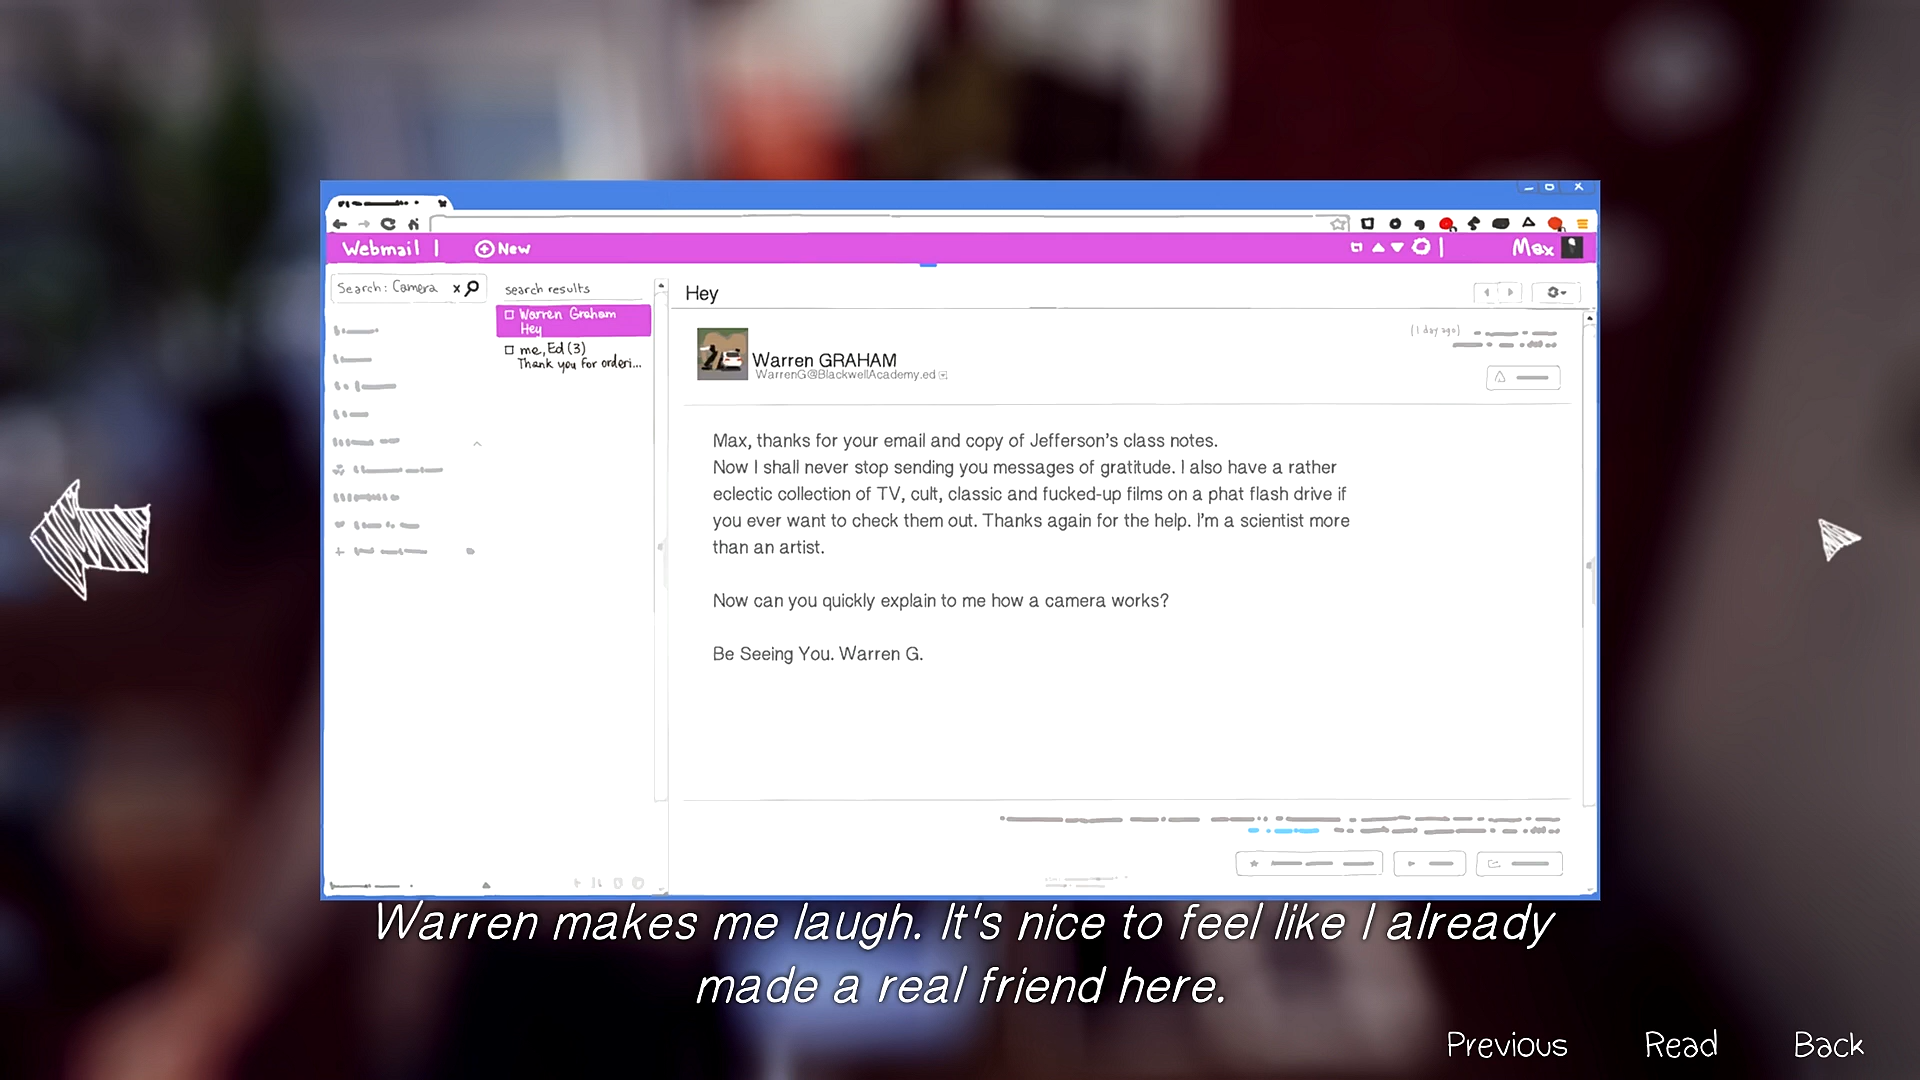 Webmail
New
Max
Search: Camera x
search results
Warren Graham
Hey
me, Ed (3)
Thank you for orderi...
Hey
(1 day ago)
Warren GRAHAM
WarrenG@BlackwellAcademy.ed
Max, thanks for your email and copy of Jefferson's class notes.
Now I shall never stop sending you messages of gratitude. I also have a rather
eclectic collection of TV, cult, classic and fucked-up films on a phat flash drive if
you ever want to check them out. Thanks again for the help. I'm a scientist more
than an artist.
Now can you quickly explain to me how a camera works?
Be Seeing You. Warren G.
Warren makes me laugh. It's nice to feel like I already
made a real friend here.
Previous
Read
Back